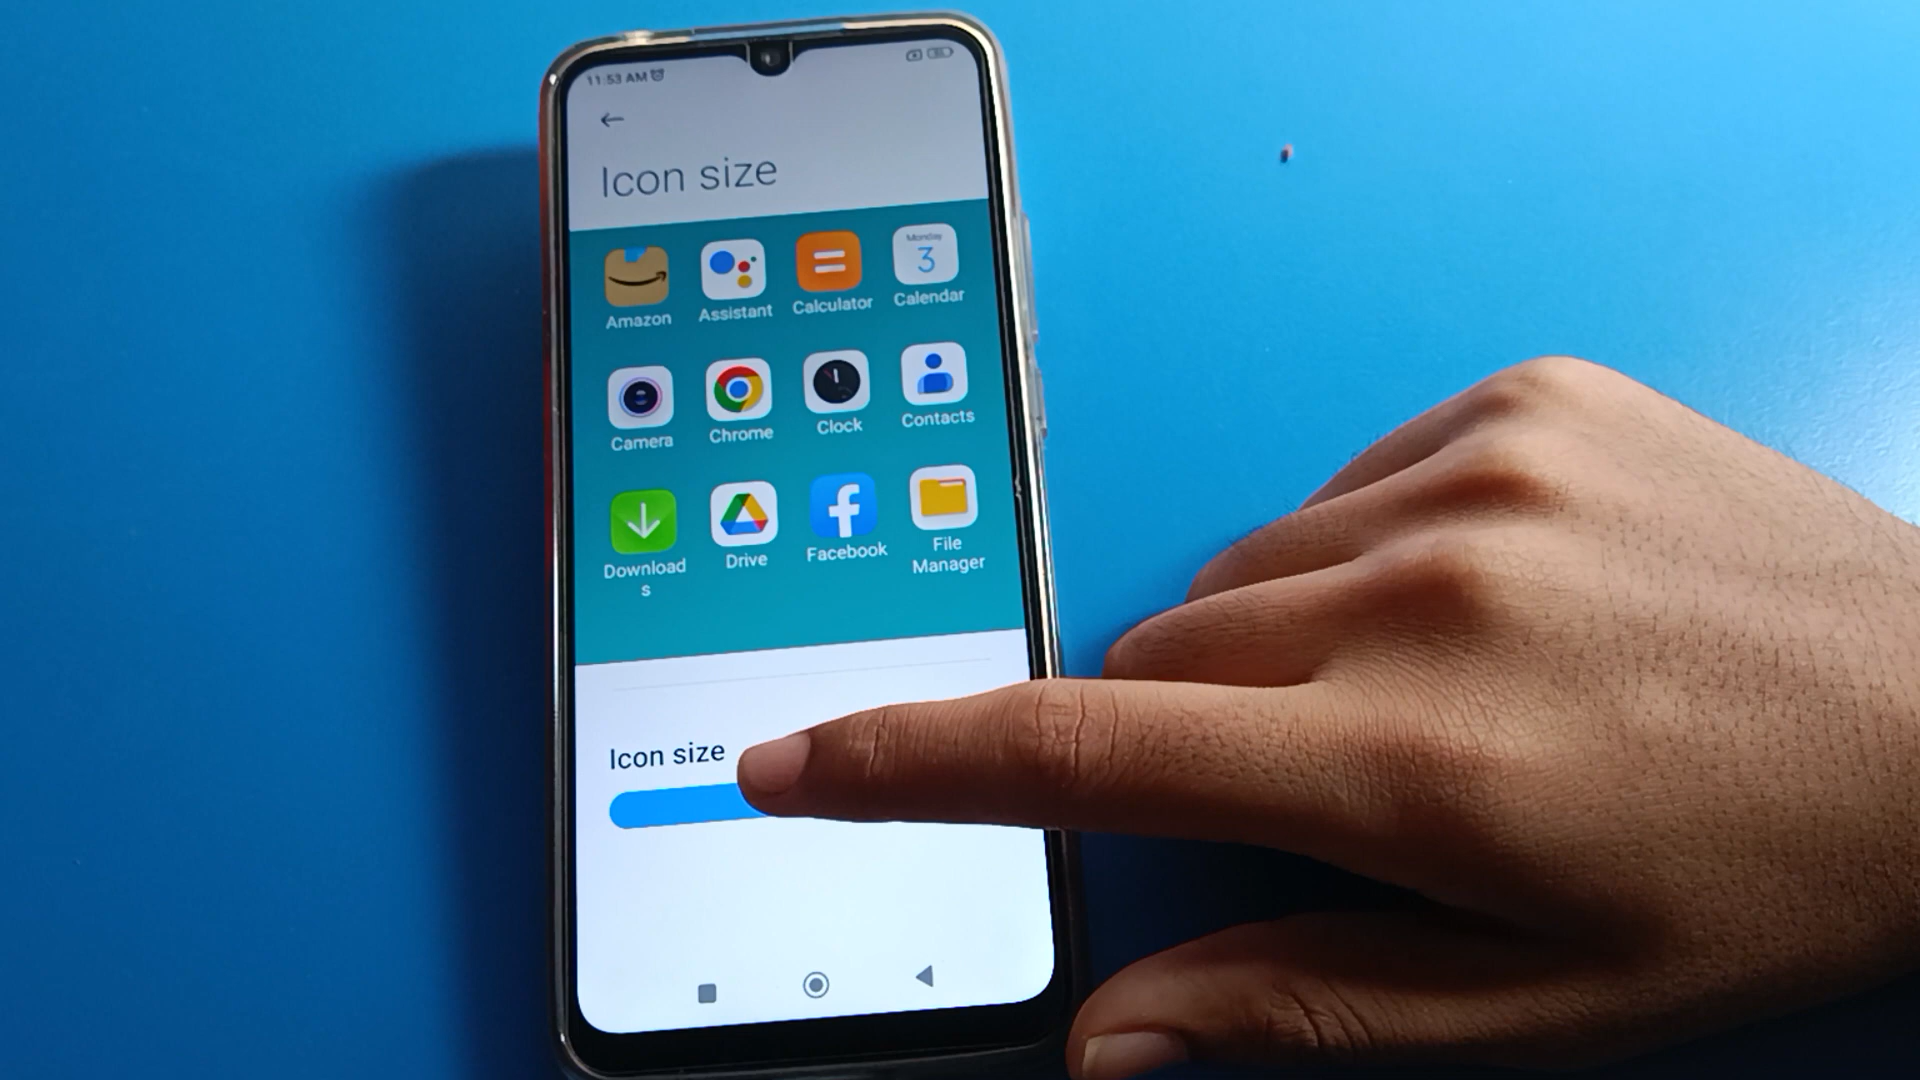 11:53 AM
Icon size
Monday
3
Amazon
Assistant
Calculator
Calendar
Camera
Chrome
Clock
Contacts
Download
s
Drive
Facebook
File
Manager
Icon size